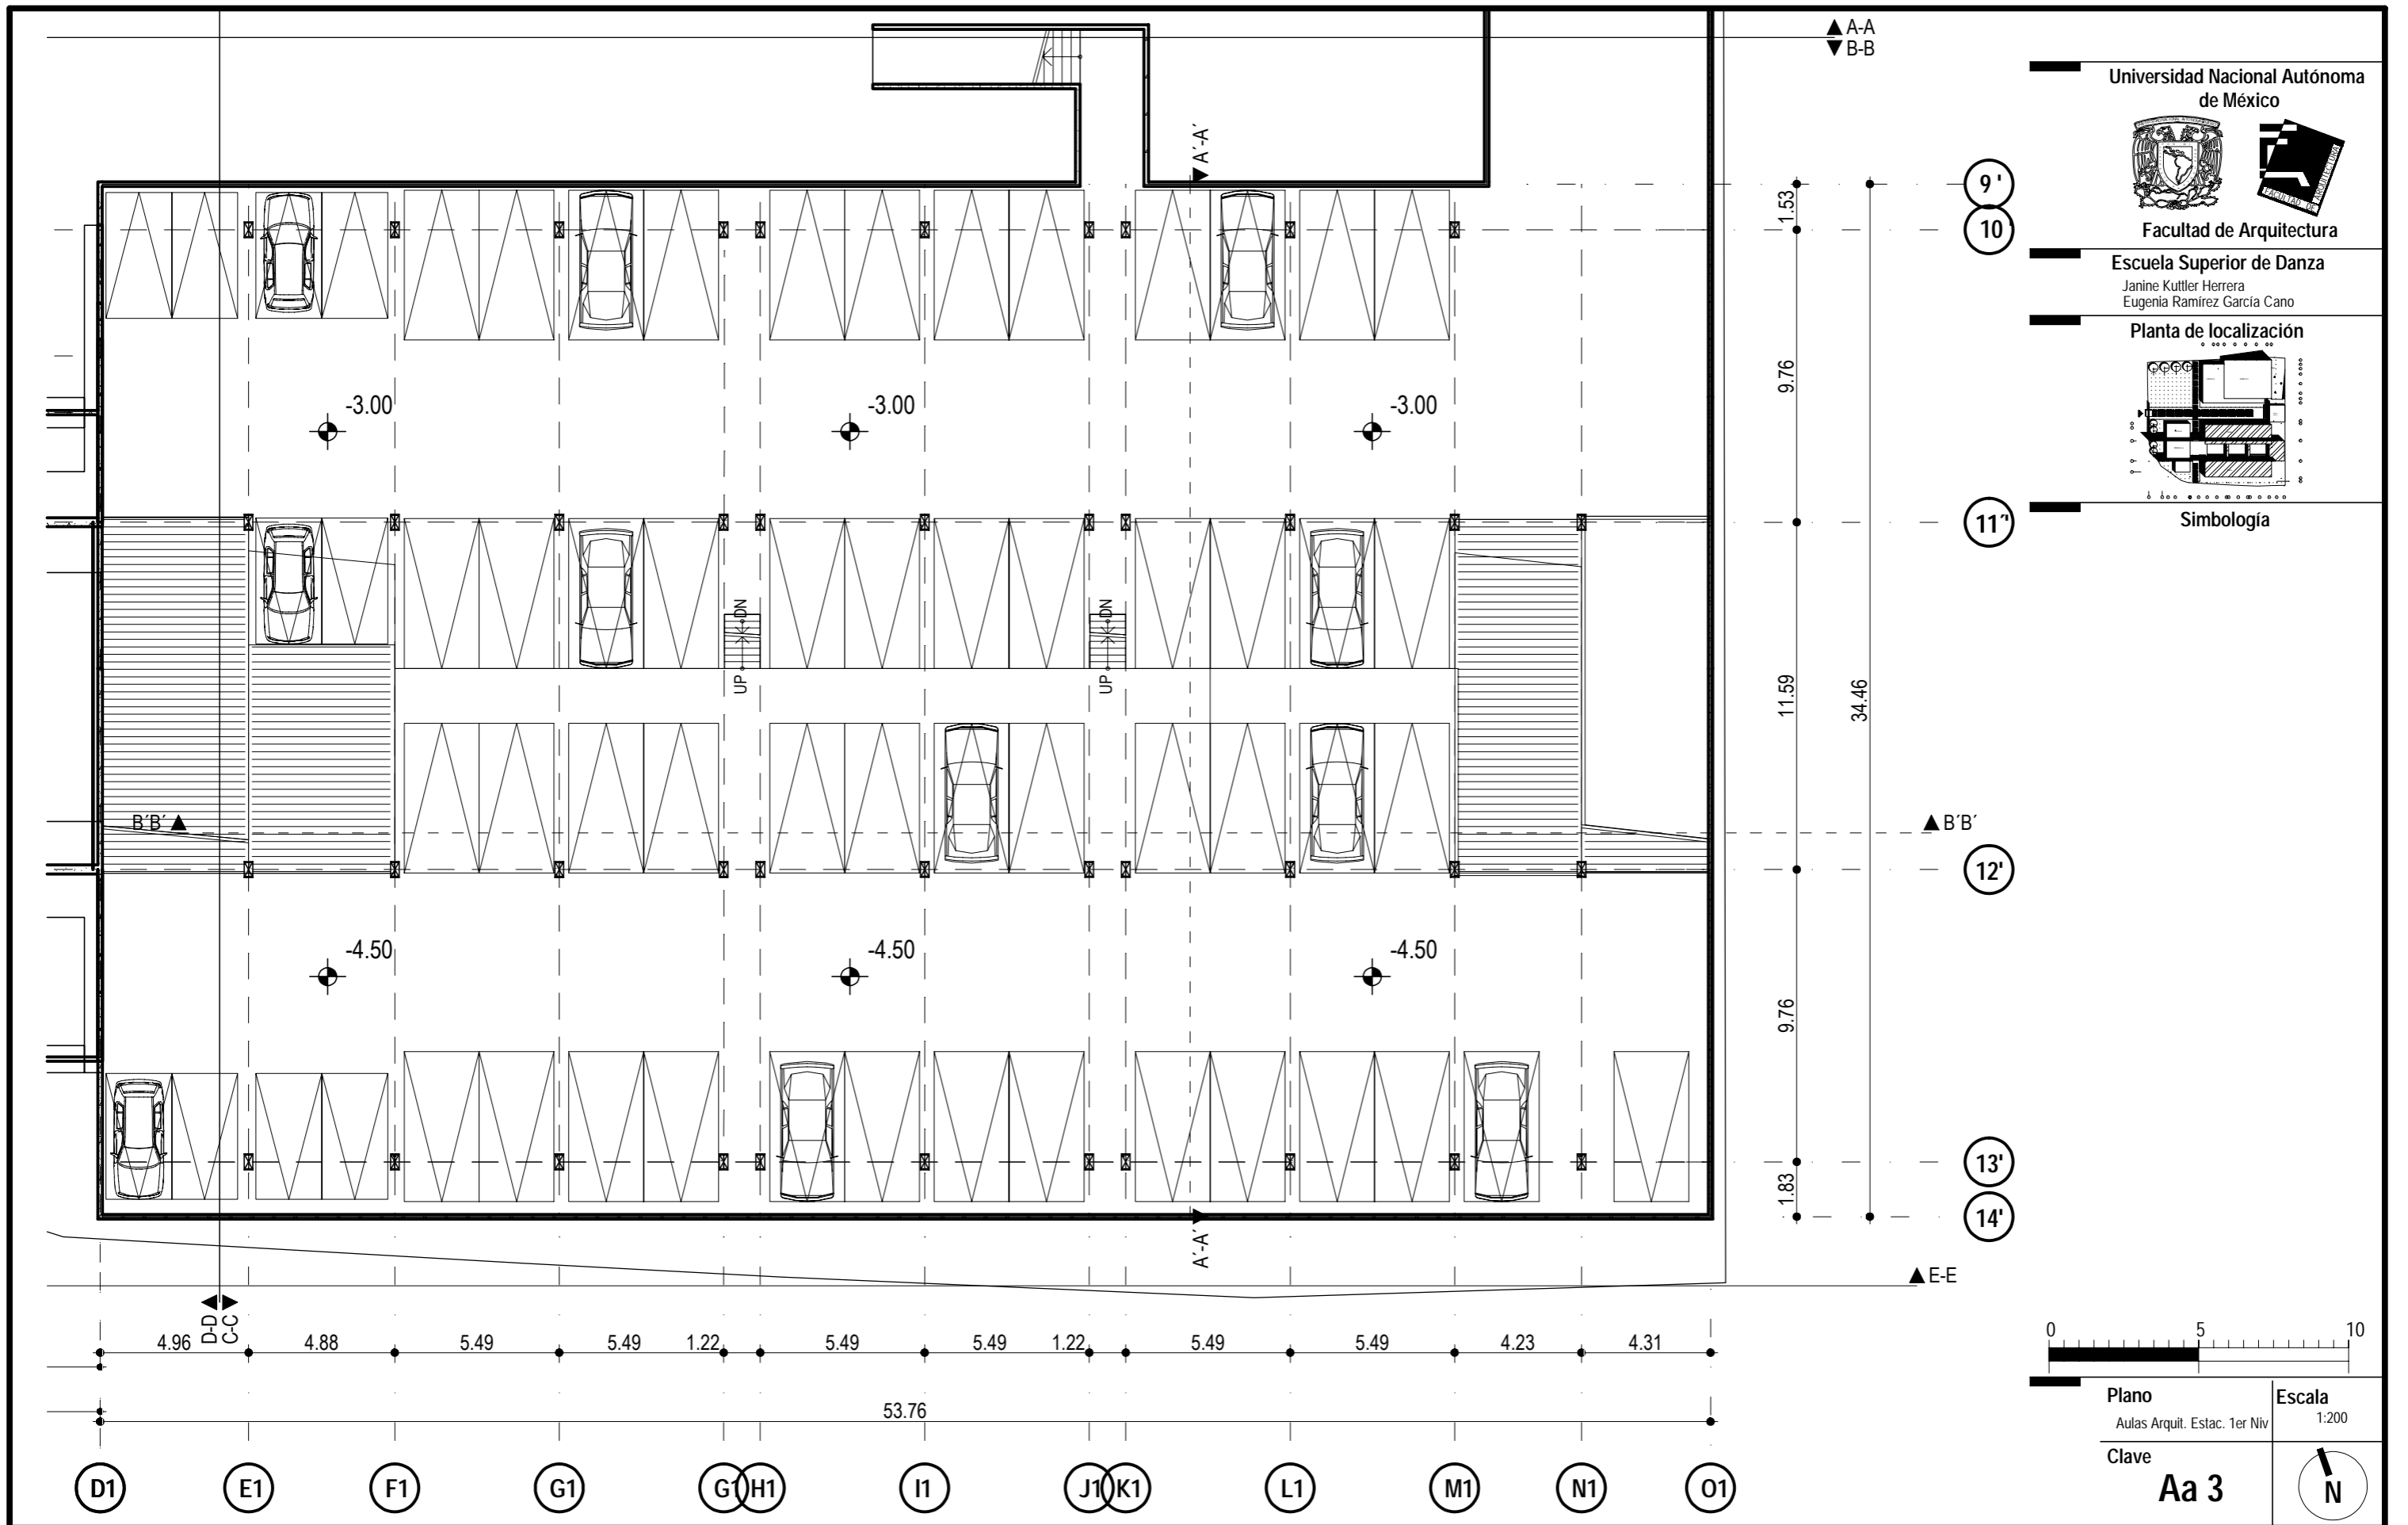 A-A
B-B
Universidad Nacional Autónoma
de México
FACULTAD DE ARQUITECTURA
Facultad de Arquitectura
Escuela Superior de Danza
Janine Kuttler Herrera
Eugenia Ramírez García Cano
Planta de localización
Simbología
A´-A´
9'
1.53
10
9.76
-3.00
-3.00
-3.00
11'
DN
DN
UP
UP
11.59
34.46
B´B´
B´B´
12'
-4.50
-4.50
-4.50
9.76
13'
1.83
14'
A´-A´
E-E
D-D
C-C
4.96
4.88
5.49
5.49
1.22
5.49
5.49
1.22
5.49
5.49
4.23
4.31
53.76
D1
E1
F1
G1
G1
H1
I1
J1
K1
L1
M1
N1
O1
0 5 10
Plano
Aulas Arquit. Estac. 1er Niv
Escala
1:200
Clave
Aa 3
N